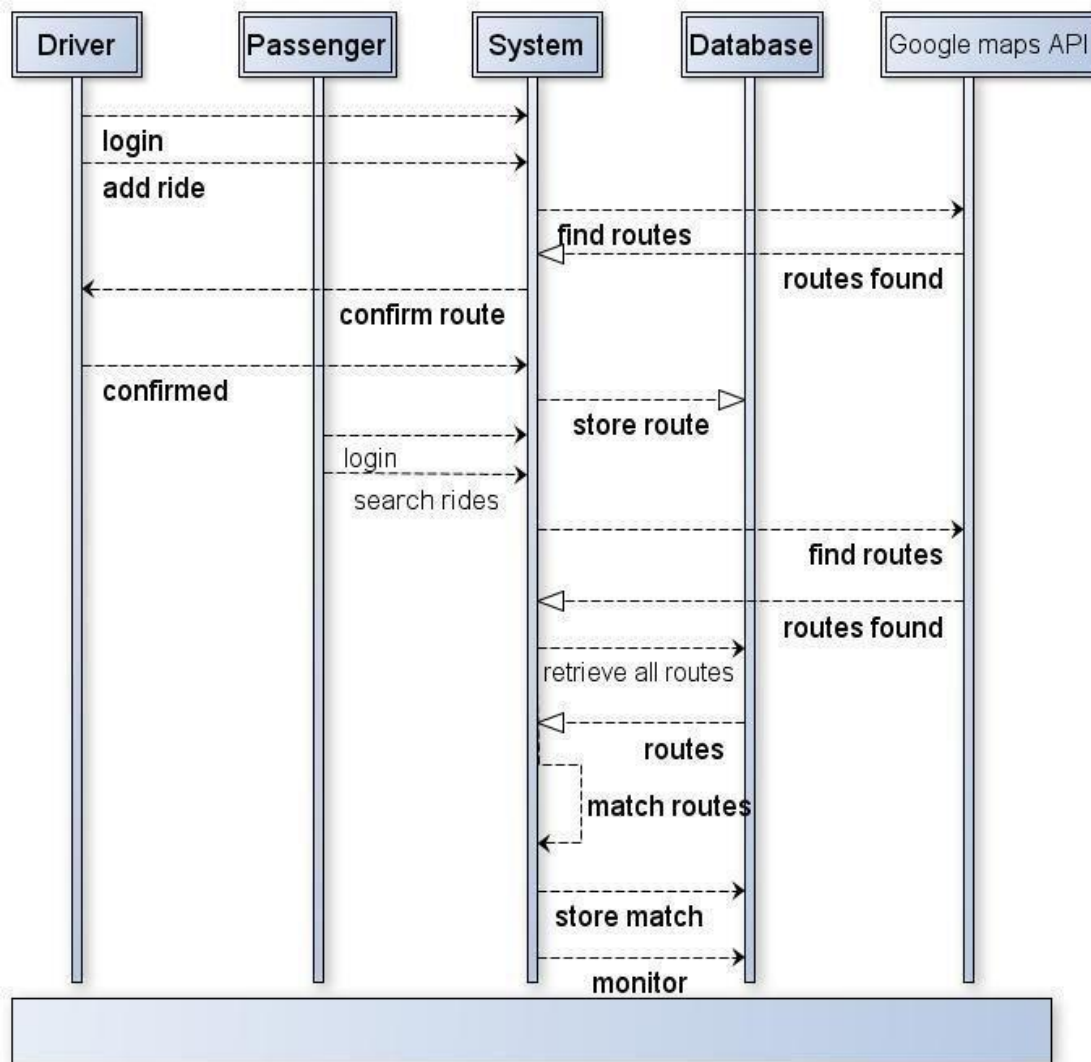 Driver
Passenger
System
Database
Google maps API
login
add ride
find routes
routes found
confirm route
confirmed
store route
login
search rides
find routes
routes found
retrieve all routes
routes
match routes
store match
monitor